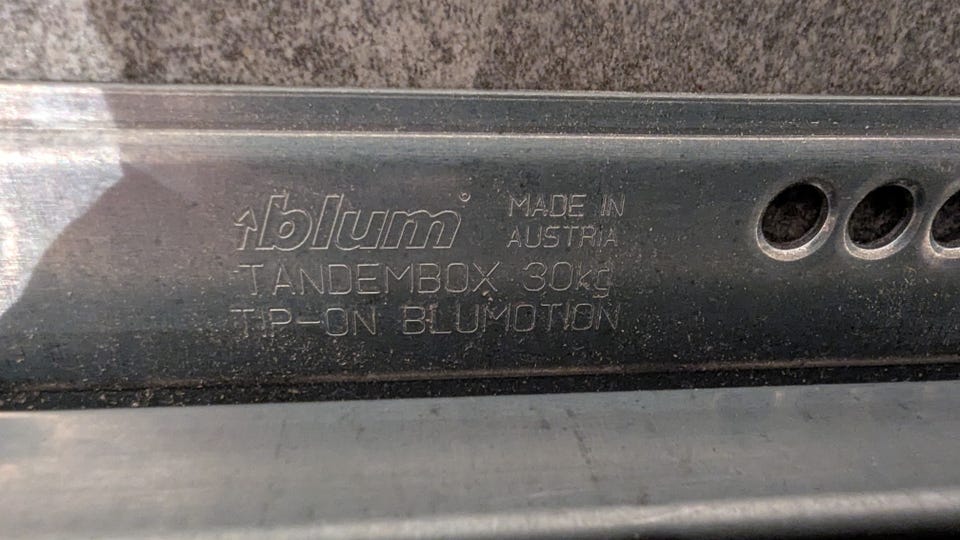 blum® MADE IN
AUSTRIA
TANDEMBOX 30kg
TIP-ON BLUMOTION